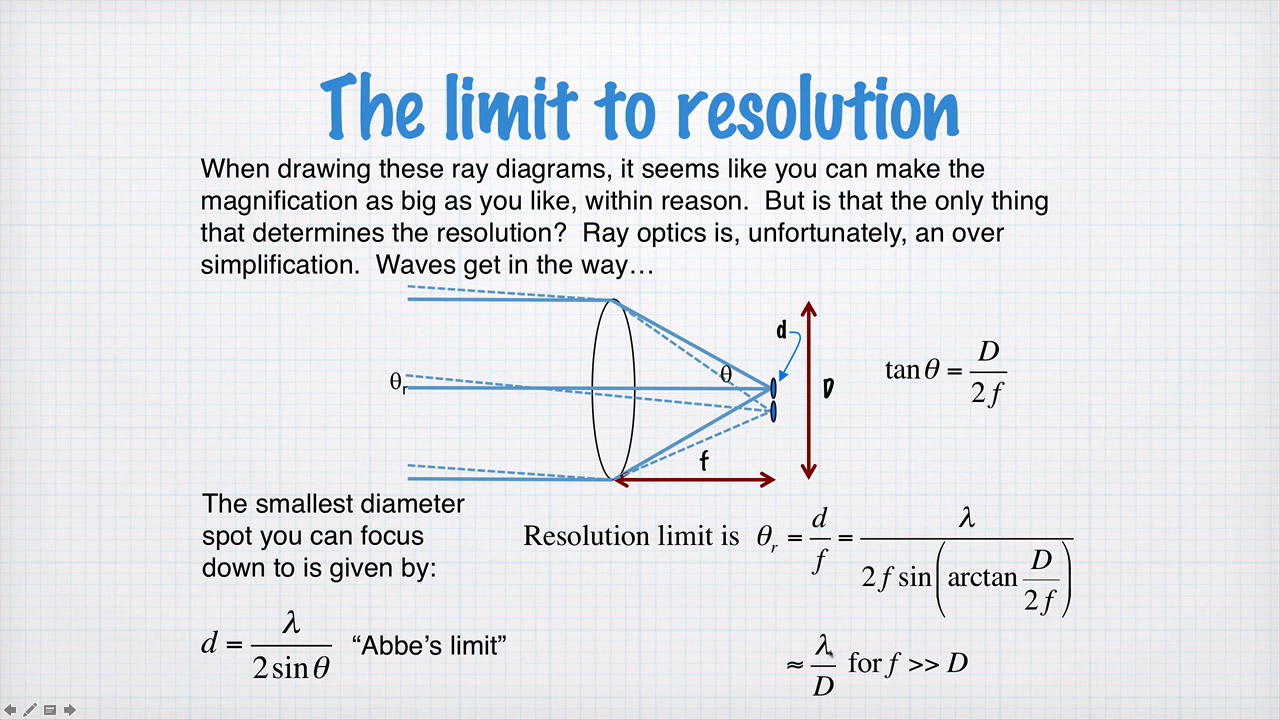 The limit to resolution
When drawing these ray diagrams, it seems like you can make the
magnification as big as you like, within reason.  But is that the only thing
that determines the resolution?  Ray optics is, unfortunately, an over
simplification.  Waves get in the way…
d
θr
θ
D
f
tan θ = D / 2f
The smallest diameter
spot you can focus
down to is given by:
d = λ / 2 sin θ “Abbe’s limit”
Resolution limit is θr = d / f = λ / 2 f sin(arctan D / 2 f)
≈ λ / D for f >> D